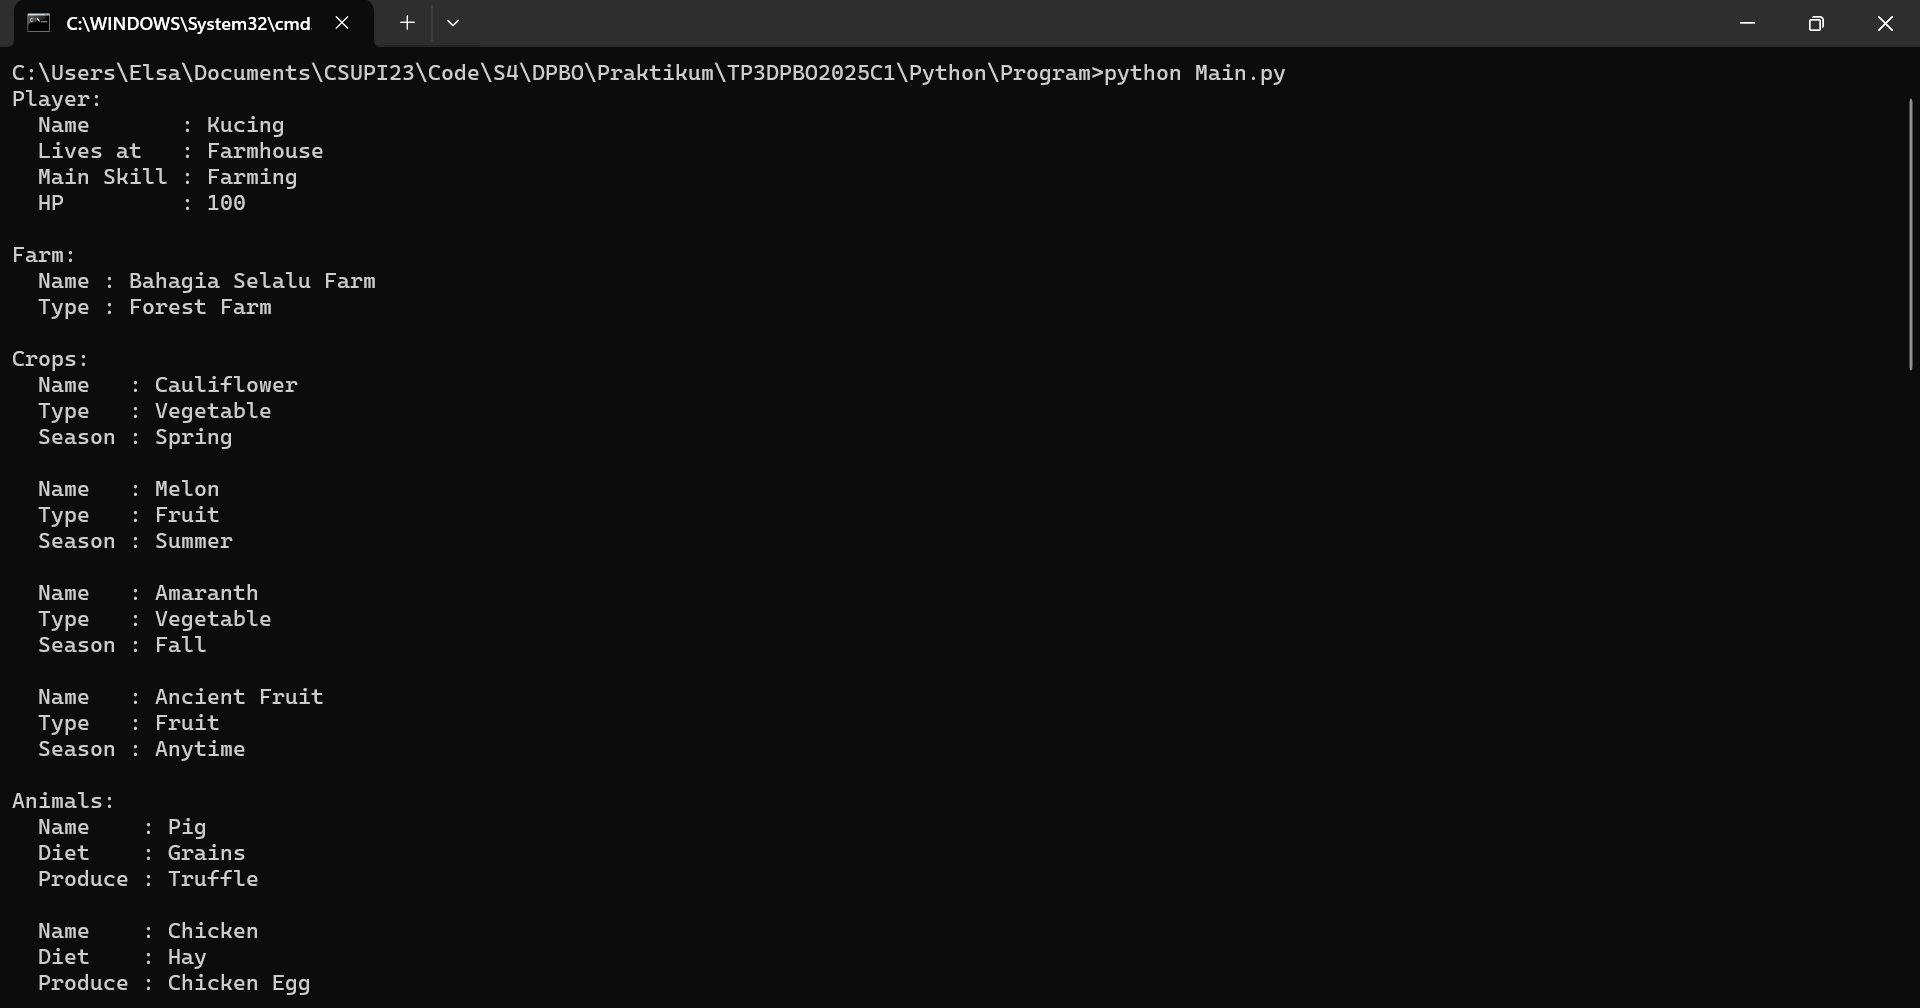 C:\WINDOWS\System32\cmd
C:\Users\Elsa\Documents\CSUPI23\Code\S4\DPBO\Praktikum\TP3DPBO2025C1\Python\Program>python Main.py
Player:
  Name       : Kucing
  Lives at   : Farmhouse
  Main Skill : Farming
  HP         : 100

Farm:
  Name : Bahagia Selalu Farm
  Type : Forest Farm

Crops:
  Name   : Cauliflower
  Type   : Vegetable
  Season : Spring

  Name   : Melon
  Type   : Fruit
  Season : Summer

  Name   : Amaranth
  Type   : Vegetable
  Season : Fall

  Name   : Ancient Fruit
  Type   : Fruit
  Season : Anytime

Animals:
  Name    : Pig
  Diet    : Grains
  Produce : Truffle

  Name    : Chicken
  Diet    : Hay
  Produce : Chicken Egg